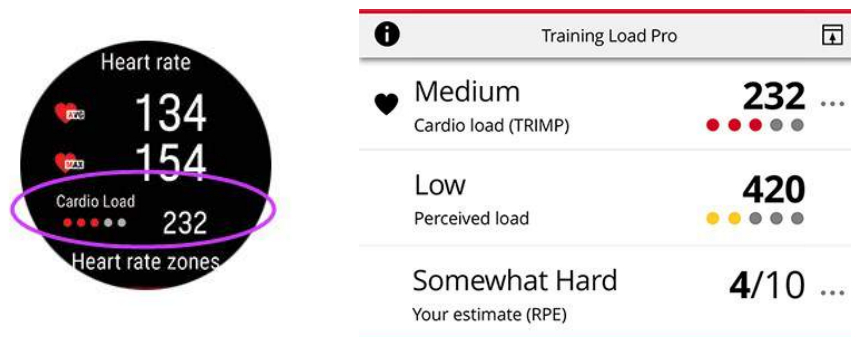 Heart rate
AVG 134
MAX 154
Cardio Load
232
Heart rate zones
Training Load Pro
Medium 232 ...
Cardio load (TRIMP)
Low 420
Perceived load
Somewhat Hard 4/10 ...
Your estimate (RPE)